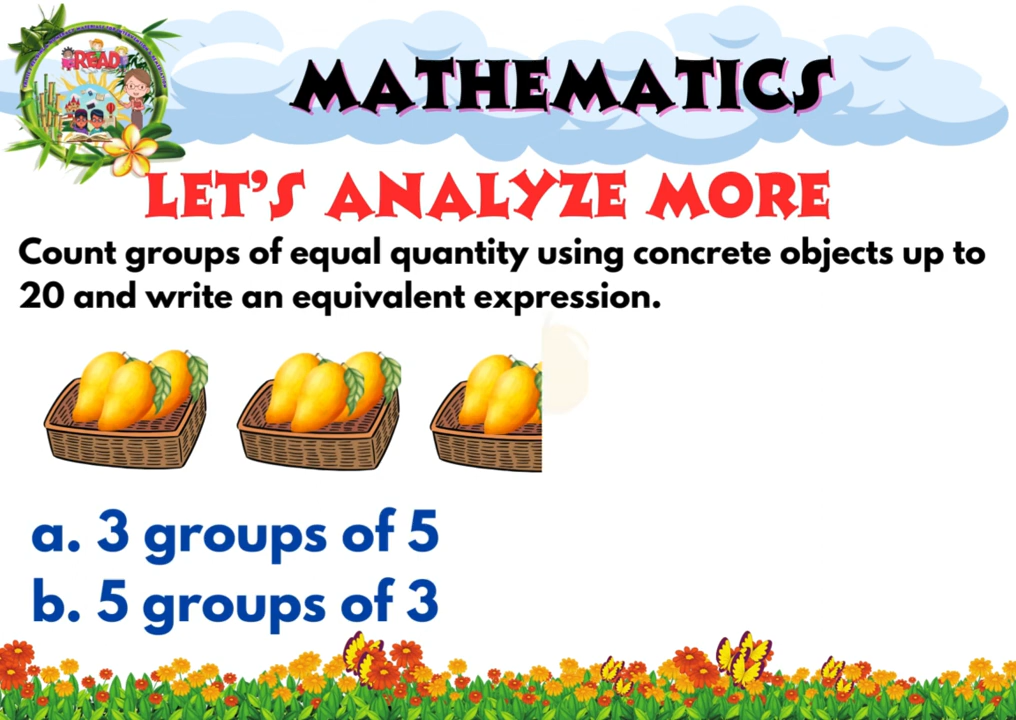 READ
MATHEMATICS
LET'S ANALYZE MORE
Count groups of equal quantity using concrete objects up to
20 and write an equivalent expression.
a. 3 groups of 5
b. 5 groups of 3